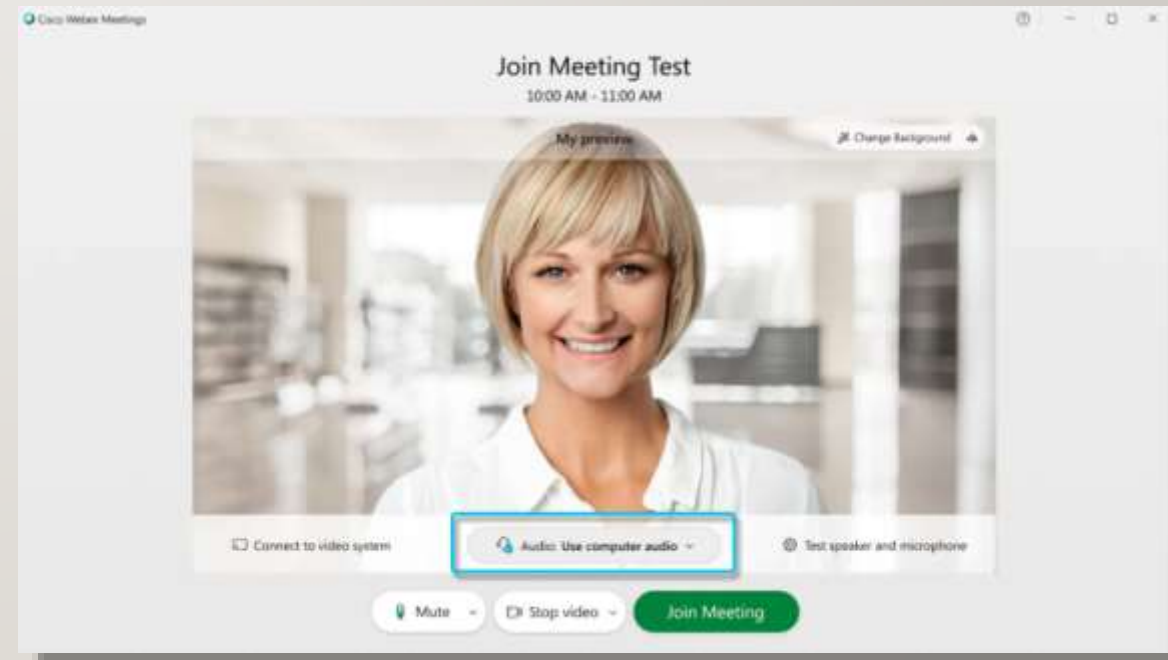 Cisco Webex Meetings
Join Meeting Test
10:00 AM - 11:00 AM
My preview
Change Background
Connect to video system
Audio: Use computer audio
Test speaker and microphone
Mute
Stop video
Join Meeting